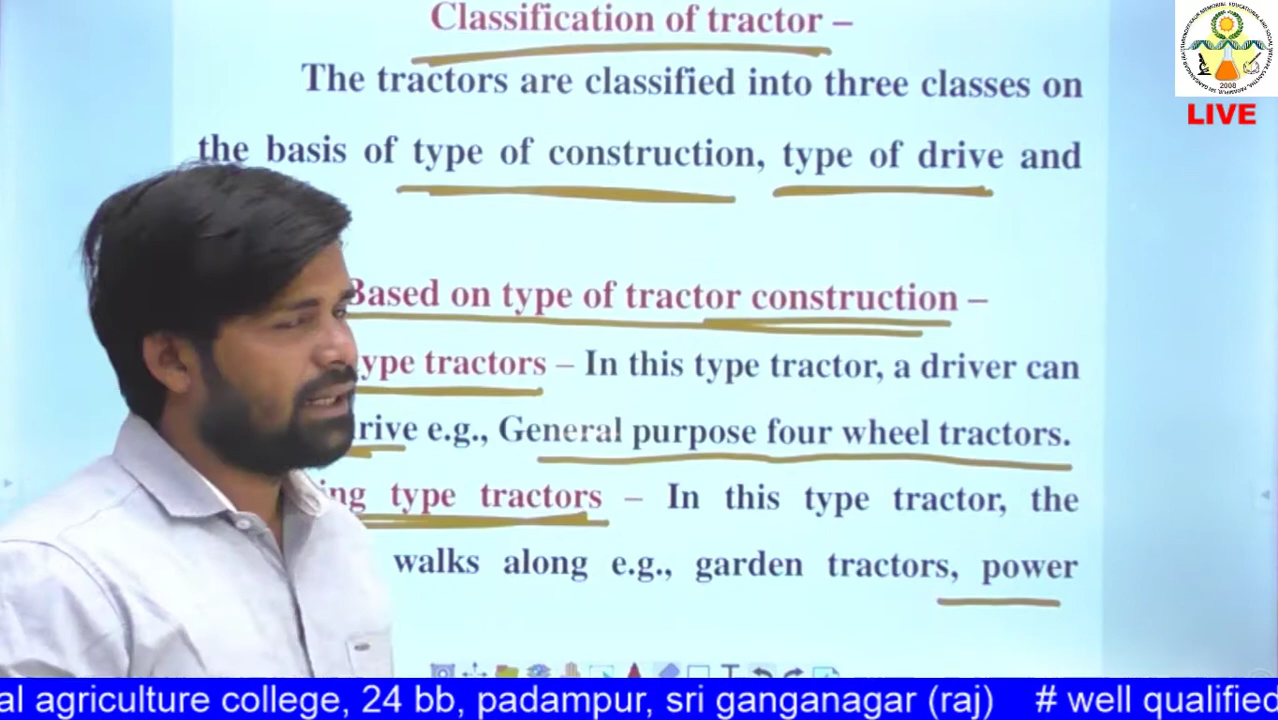 Classification of tractor –
The tractors are classified into three classes on
the basis of type of construction, type of drive and
Based on type of tractor construction –
ype tractors – In this type tractor, a driver can
rive e.g., General purpose four wheel tractors.
ng type tractors – In this type tractor, the
walks along e.g., garden tractors, power
2008
LIVE
al agriculture college, 24 bb, padampur, sri ganganagar (raj) # well qualified